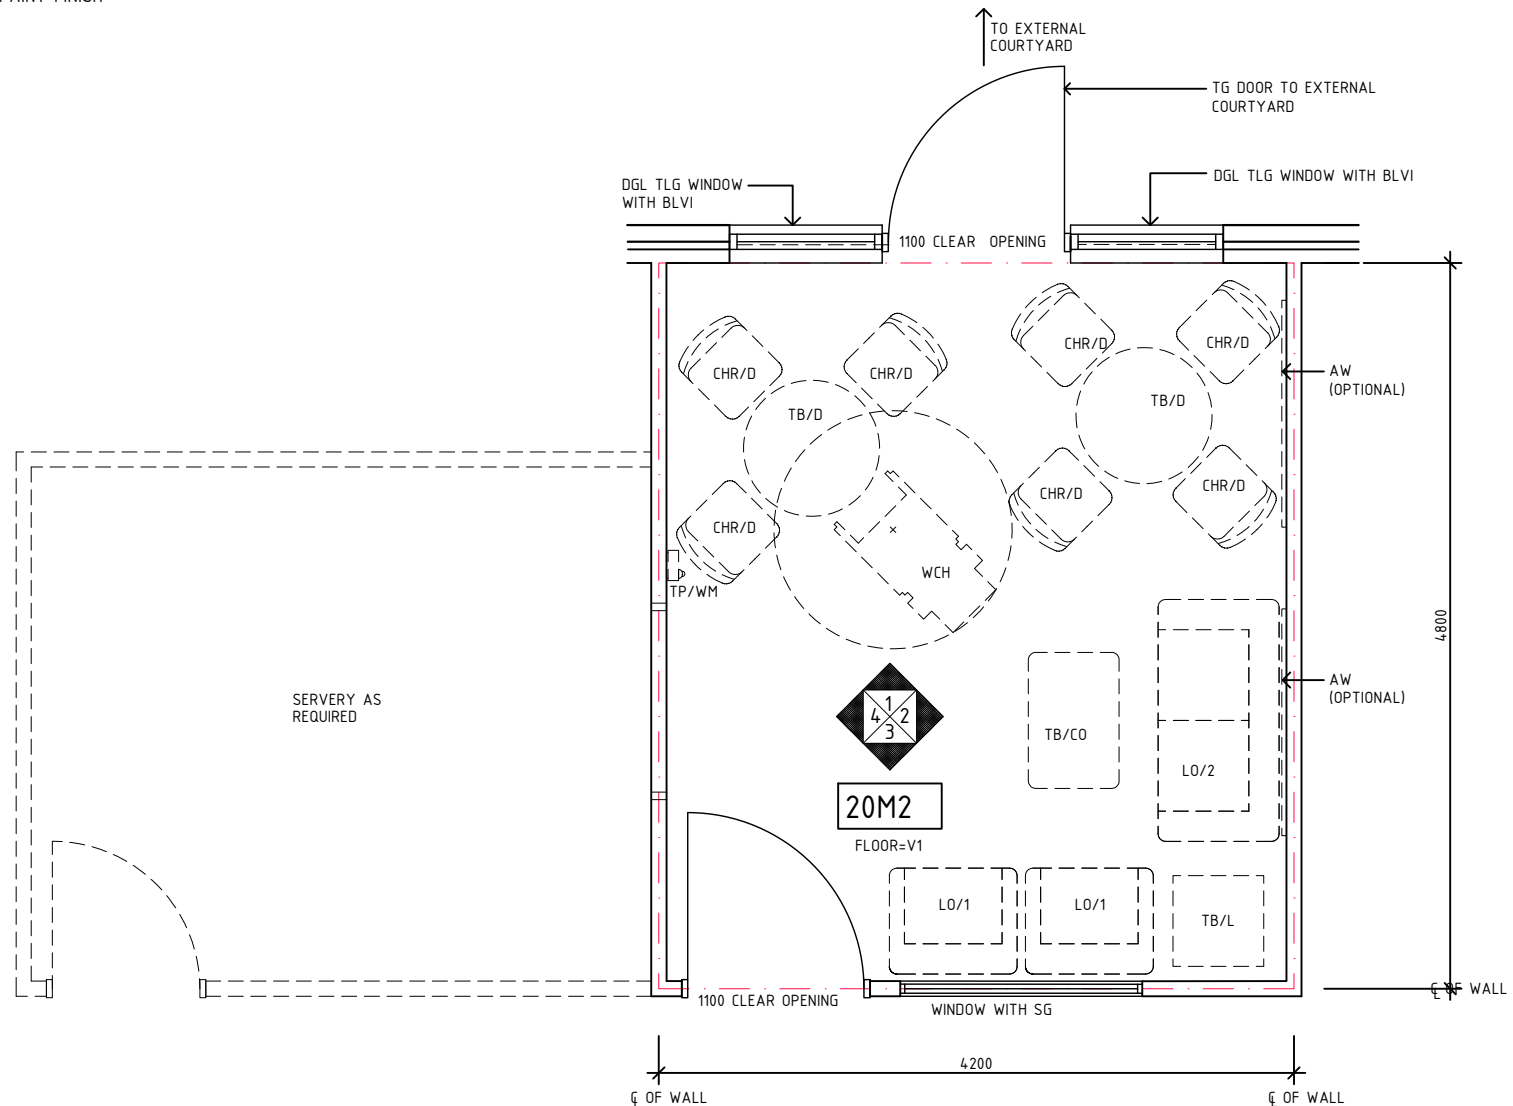 TO EXTERNAL
COURTYARD
TG DOOR TO EXTERNAL
COURTYARD
DGL TLG WINDOW
WITH BLVI
DGL TLG WINDOW WITH BLVI
1100 CLEAR OPENING
CHR/D
CHR/D
CHR/D
CHR/D
TB/D
TB/D
AW
(OPTIONAL)
CHR/D
CHR/D
CHR/D
WCH
TP/WM
4800
SERVERY AS
REQUIRED
1
4 2
3
TB/CO
LO/2
AW
(OPTIONAL)
20M2
FLOOR=V1
LO/1
LO/1
TB/L
1100 CLEAR OPENING
WINDOW WITH SG
℄ OF WALL
4200
℄ OF WALL
℄ OF WALL